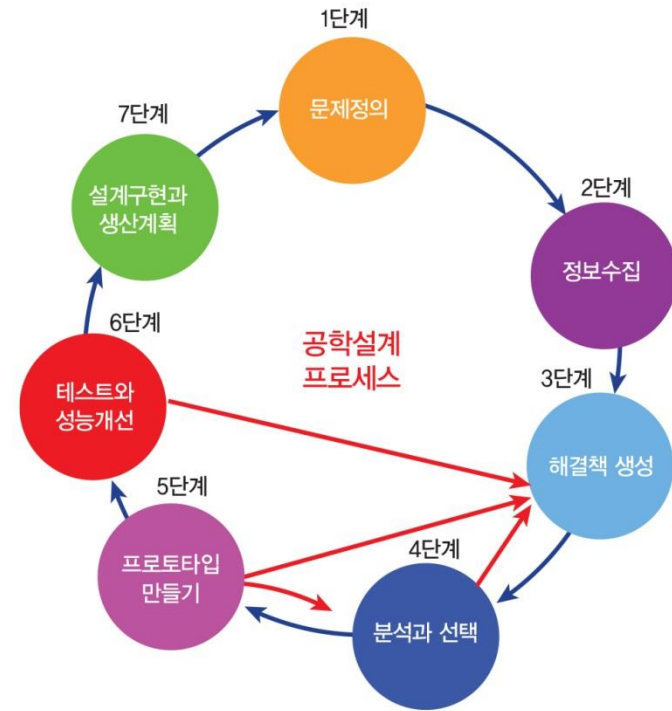 1단계
문제정의
2단계
정보수집
3단계
해결책 생성
4단계
분석과 선택
5단계
프로토타입
만들기
6단계
테스트와
성능개선
7단계
설계구현과
생산계획
공학설계
프로세스